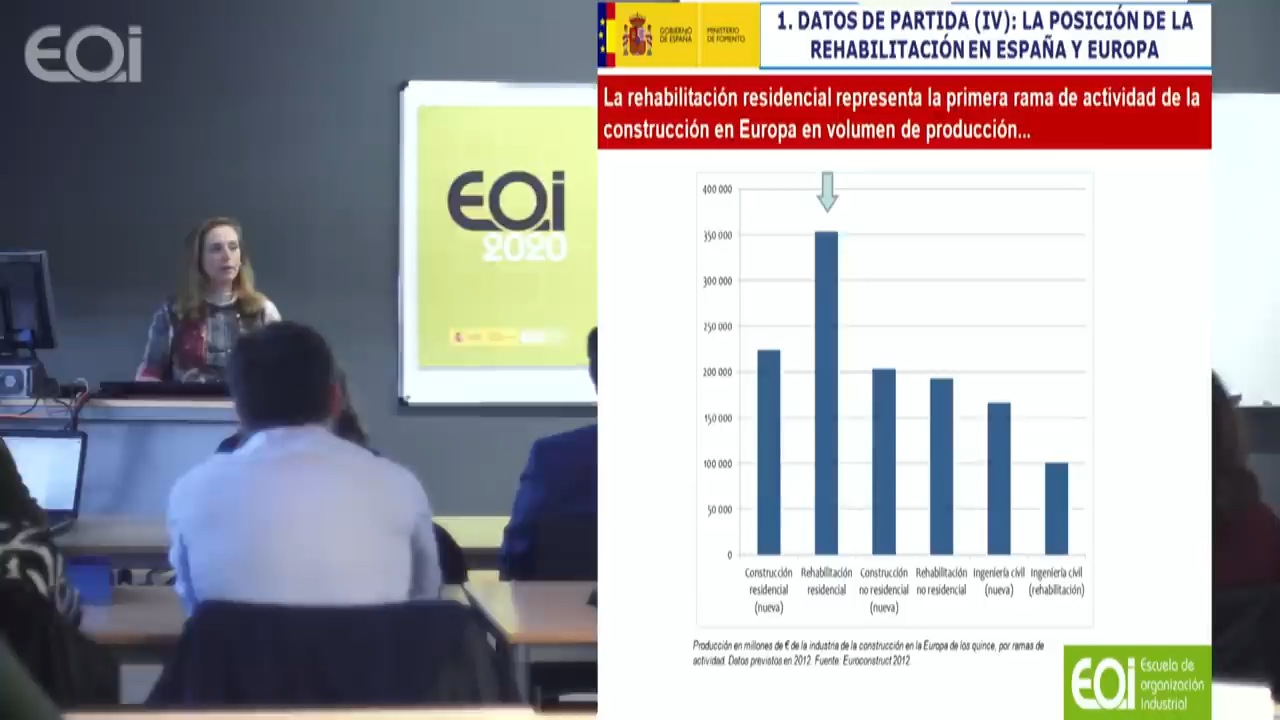 EOi
EOi
2020
GOBIERNO
DE ESPAÑA
MINISTERIO
DE FOMENTO
1. DATOS DE PARTIDA (IV): LA POSICIÓN DE LA
REHABILITACIÓN EN ESPAÑA Y EUROPA
La rehabilitación residencial representa la primera rama de actividad de la
construcción en Europa en volumen de producción...
400 000
350 000
300 000
250 000
200 000
150 000
100 000
50 000
0
Construcción
residencial
(nueva)
Rehabilitación
residencial
Construcción
no residencial
(nueva)
Rehabilitación
no residencial
Ingeniería civil
(nueva)
Ingeniería civil
(rehabilitación)
Producción en millones de € de la industria de la construcción en la Europa de los quince, por ramas de
actividad. Datos previstos en 2012. Fuente: Euroconstruct 2012.
EOi
Escuela de
organización
industrial